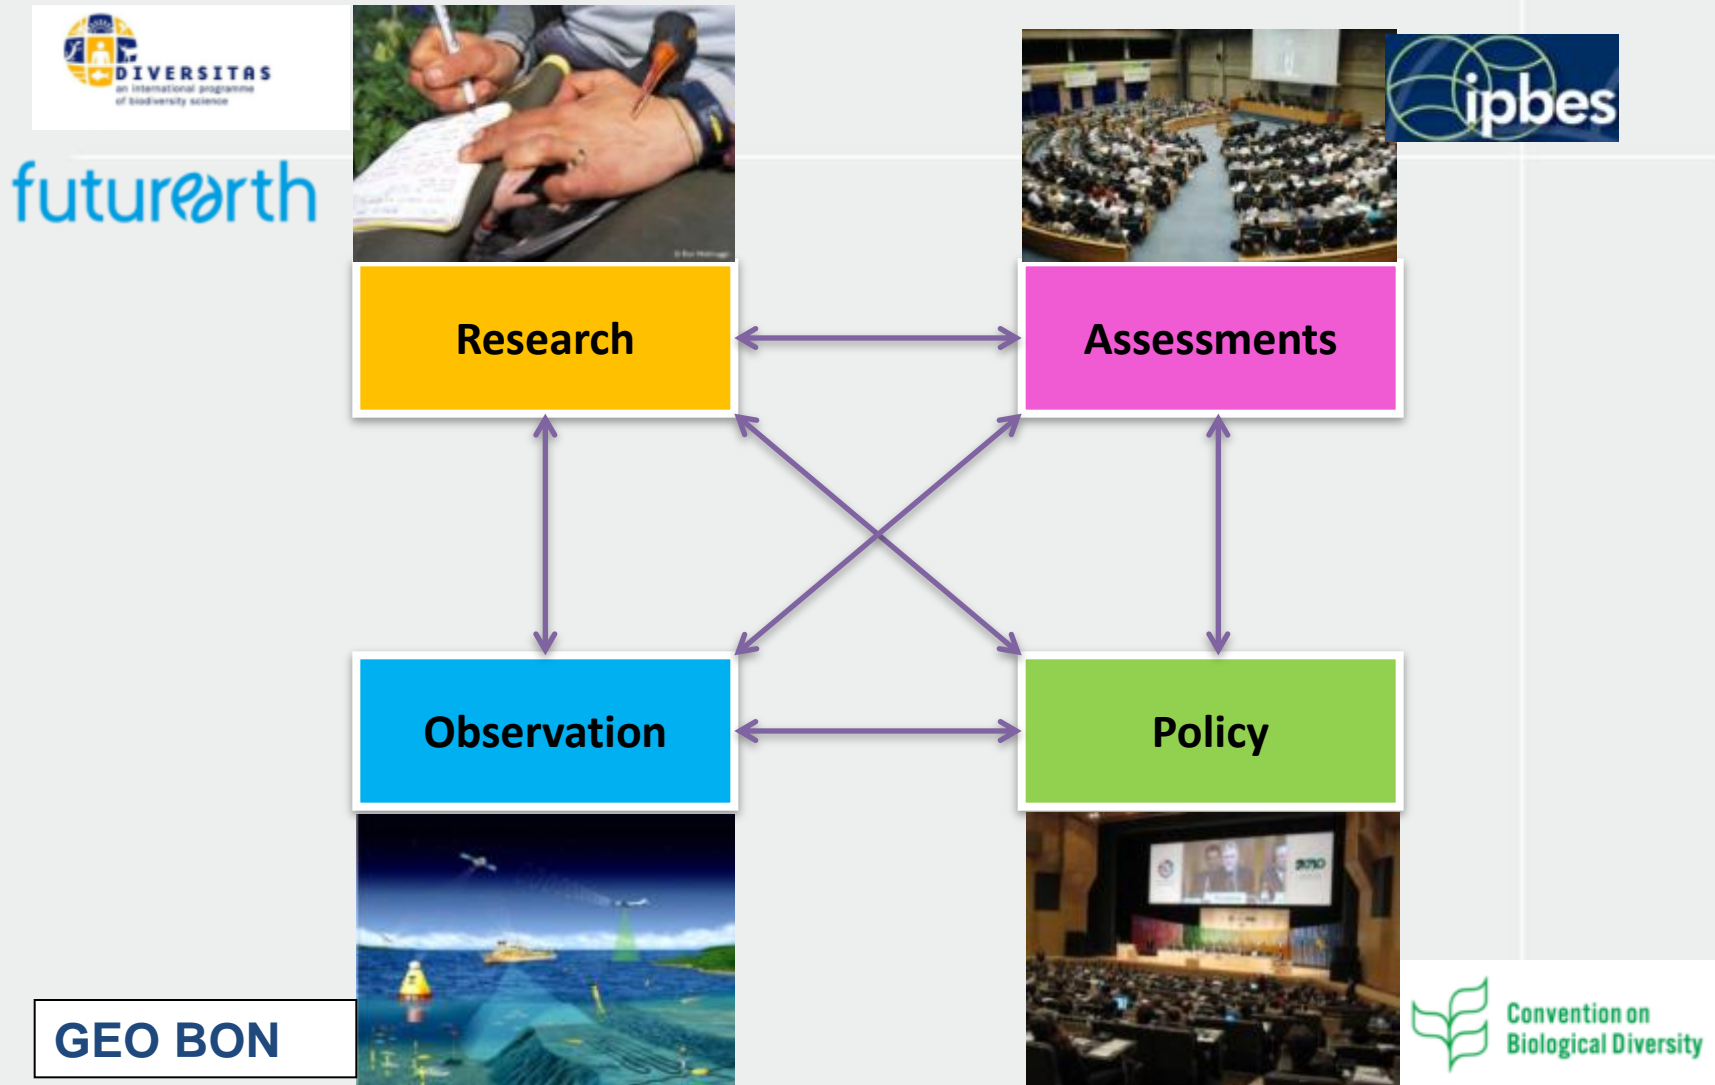 DIVERSITAS
an international programme
of biodiversity science
futurearth
ipbes
Research
Assessments
Observation
Policy
GEO BON
Convention on
Biological Diversity